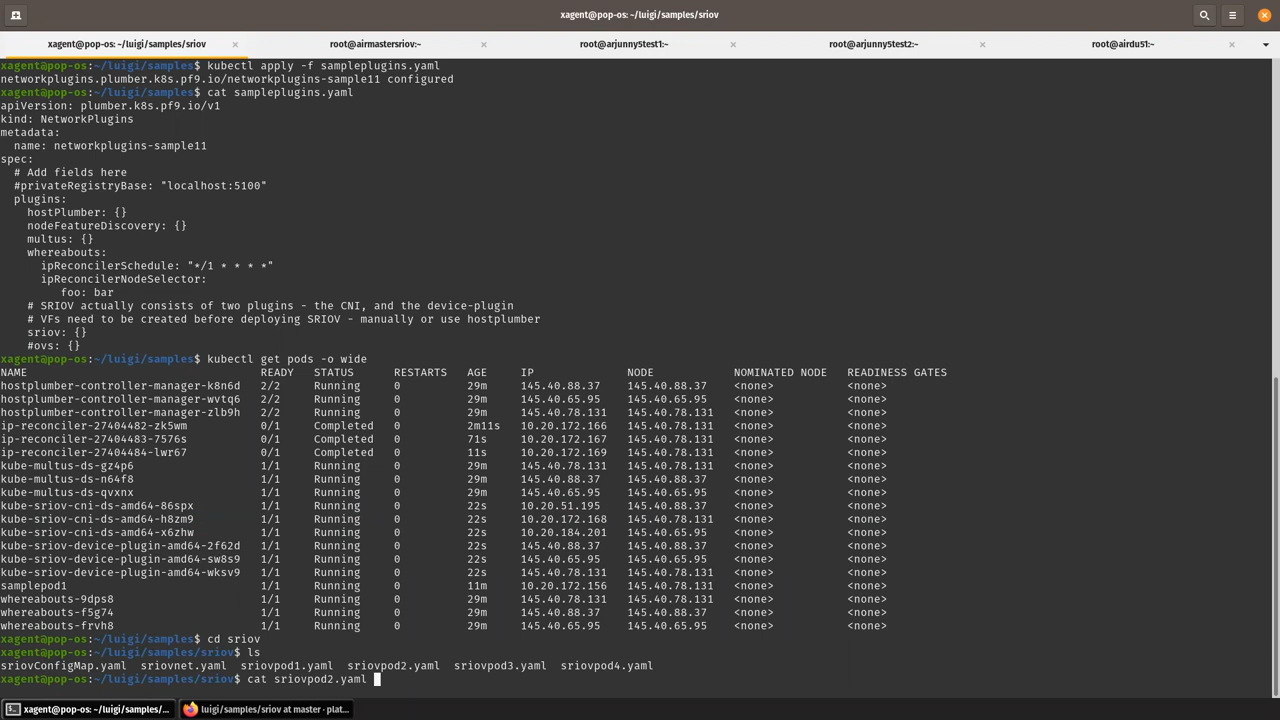 xagent@pop-os: ~/luigi/samples/sriov
xagent@pop-os: ~/luigi/samples/sriov × root@airmastersriov:~ × root@arjunny5test1:~ × root@arjunny5test2:~ × root@airdu51:~ ×
xagent@pop-os:~/luigi/samples$ kubectl apply -f sampleplugins.yaml
networkplugins.plumber.k8s.pf9.io/networkplugins-sample11 configured
xagent@pop-os:~/luigi/samples$ cat sampleplugins.yaml
apiVersion: plumber.k8s.pf9.io/v1
kind: NetworkPlugins
metadata:
  name: networkplugins-sample11
spec:
  # Add fields here
  #privateRegistryBase: "localhost:5100"
  plugins:
    hostPlumber: {}
    nodeFeatureDiscovery: {}
    multus: {}
    whereabouts:
      ipReconcilerSchedule: "*/1 * * * *"
      ipReconcilerNodeSelector:
        foo: bar
    # SRIOV actually consists of two plugins - the CNI, and the device-plugin
    # VFs need to be created before deploying SRIOV - manually or use hostplumber
    sriov: {}
    #ovs: {}
xagent@pop-os:~/luigi/samples$ kubectl get pods -o wide
NAME READY STATUS RESTARTS AGE IP NODE NOMINATED NODE READINESS GATES
hostplumber-controller-manager-k8n6d 2/2 Running 0 29m 145.40.88.37 145.40.88.37 <none> <none>
hostplumber-controller-manager-wvtq6 2/2 Running 0 29m 145.40.65.95 145.40.65.95 <none> <none>
hostplumber-controller-manager-zlb9h 2/2 Running 0 29m 145.40.78.131 145.40.78.131 <none> <none>
ip-reconciler-27404482-zk5wm 0/1 Completed 0 2m11s 10.20.172.166 145.40.78.131 <none> <none>
ip-reconciler-27404483-7576s 0/1 Completed 0 71s 10.20.172.167 145.40.78.131 <none> <none>
ip-reconciler-27404484-lwr67 0/1 Completed 0 11s 10.20.172.169 145.40.78.131 <none> <none>
kube-multus-ds-gz4p6 1/1 Running 0 29m 145.40.78.131 145.40.78.131 <none> <none>
kube-multus-ds-n64f8 1/1 Running 0 29m 145.40.88.37 145.40.88.37 <none> <none>
kube-multus-ds-qvxnx 1/1 Running 0 29m 145.40.65.95 145.40.65.95 <none> <none>
kube-sriov-cni-ds-amd64-86spx 1/1 Running 0 22s 10.20.51.195 145.40.88.37 <none> <none>
kube-sriov-cni-ds-amd64-h8zm9 1/1 Running 0 22s 10.20.172.168 145.40.78.131 <none> <none>
kube-sriov-cni-ds-amd64-x6zhw 1/1 Running 0 22s 10.20.184.201 145.40.65.95 <none> <none>
kube-sriov-device-plugin-amd64-2f62d 1/1 Running 0 22s 145.40.88.37 145.40.88.37 <none> <none>
kube-sriov-device-plugin-amd64-sw8s9 1/1 Running 0 22s 145.40.65.95 145.40.65.95 <none> <none>
kube-sriov-device-plugin-amd64-wksv9 1/1 Running 0 22s 145.40.78.131 145.40.78.131 <none> <none>
samplepod1 1/1 Running 0 11m 10.20.172.156 145.40.78.131 <none> <none>
whereabouts-9dps8 1/1 Running 0 29m 145.40.78.131 145.40.78.131 <none> <none>
whereabouts-f5g74 1/1 Running 0 29m 145.40.88.37 145.40.88.37 <none> <none>
whereabouts-frvh8 1/1 Running 0 29m 145.40.65.95 145.40.65.95 <none> <none>
xagent@pop-os:~/luigi/samples$ cd sriov
xagent@pop-os:~/luigi/samples/sriov$ ls
sriovConfigMap.yaml sriovnet.yaml sriovpod1.yaml sriovpod2.yaml sriovpod3.yaml sriovpod4.yaml
xagent@pop-os:~/luigi/samples/sriov$ cat sriovpod2.yaml
xagent@pop-os: ~/luigi/samples/... luigi/samples/sriov at master · plat...